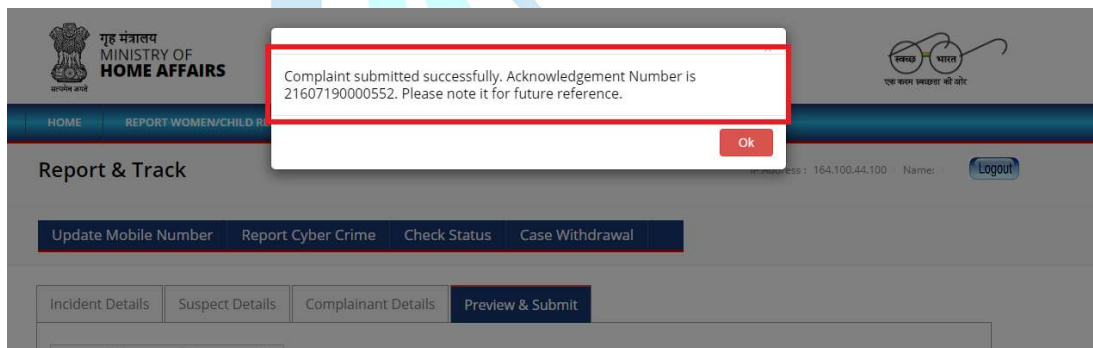 गृह मंत्रालय
MINISTRY OF
HOME AFFAIRS
सत्यमेव जयते
Complaint submitted successfully. Acknowledgement Number is
21607190000552. Please note it for future reference.
Ok
स्वच्छ भारत
एक कदम स्वच्छता की ओर
HOME REPORT WOMEN/CHILD
Report & Track
IP Address : 164.100.44.100 Name: Logout
Update Mobile Number Report Cyber Crime Check Status Case Withdrawal
Incident Details Suspect Details Complainant Details Preview & Submit